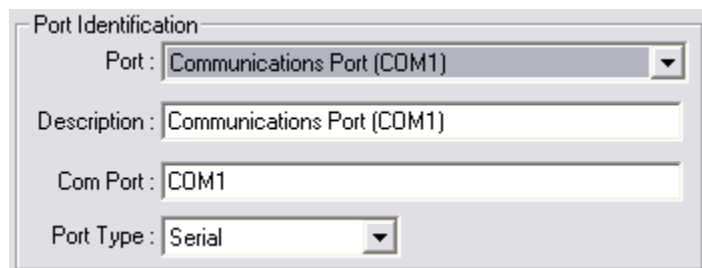 Port Identification
Port : Communications Port (COM1)
Description : Communications Port (COM1)
Com Port : COM1
Port Type : Serial